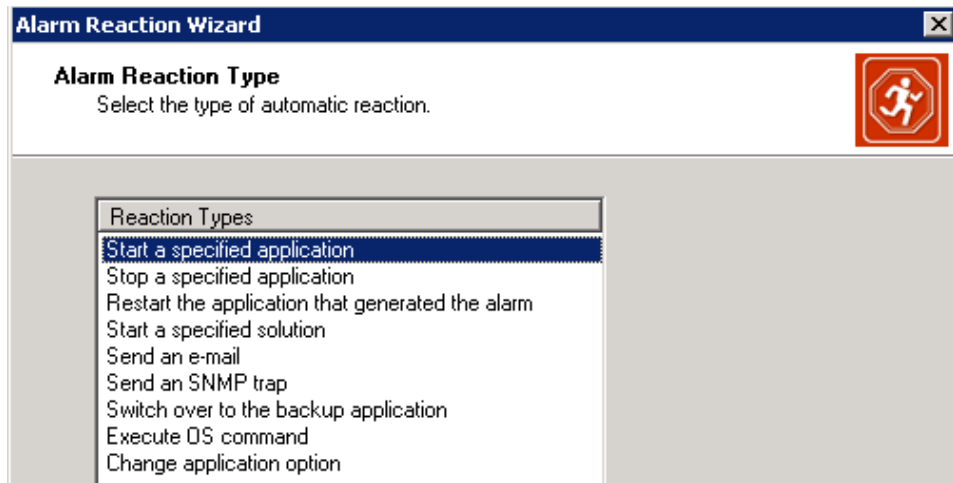 Alarm Reaction Wizard
Alarm Reaction Type
Select the type of automatic reaction.
Reaction Types
Start a specified application
Stop a specified application
Restart the application that generated the alarm
Start a specified solution
Send an e-mail
Send an SNMP trap
Switch over to the backup application
Execute OS command
Change application option